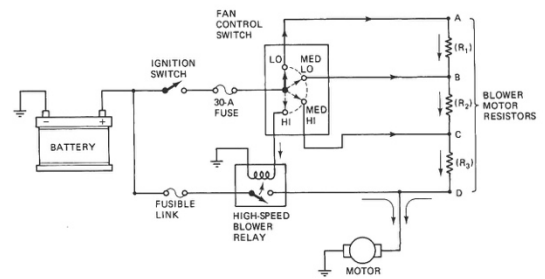 FAN
CONTROL
SWITCH
A
IGNITION
SWITCH
LO
MED
LO
(R1)
B
30-A
FUSE
MED
HI
HI
(R2)
BLOWER
MOTOR
RESISTORS
C
- +
BATTERY
(R3)
D
FUSIBLE
LINK
HIGH-SPEED
BLOWER
RELAY
MOTOR